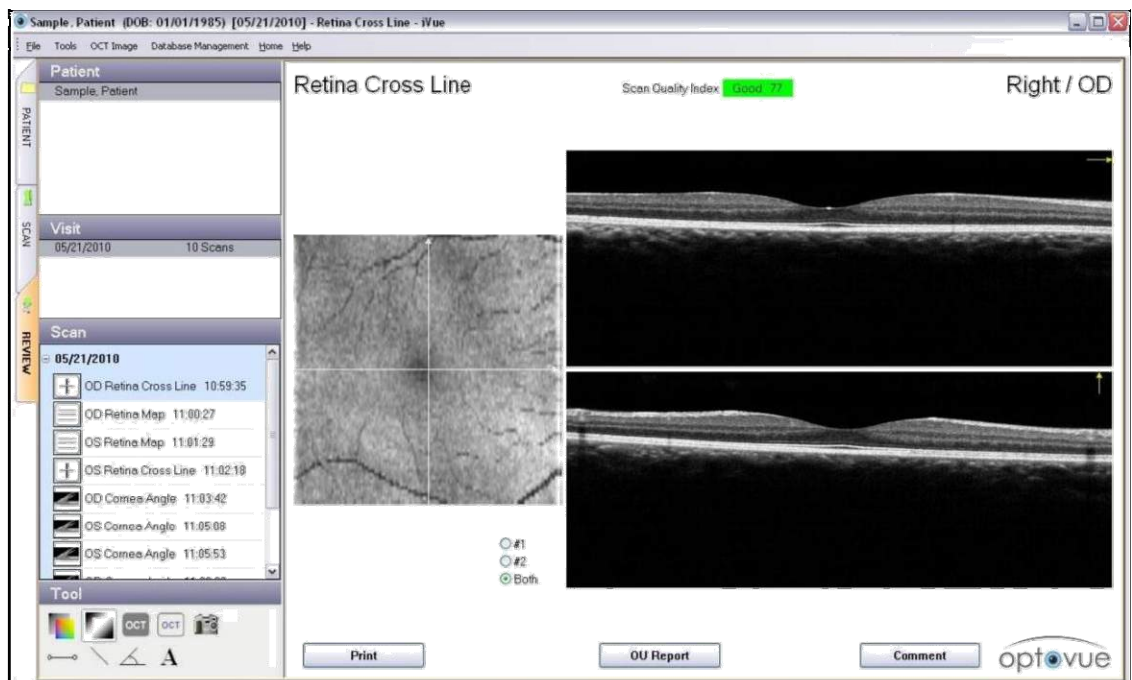 Sample, Patient (DOB: 01/01/1985) [05/21/2010] - Retina Cross Line - iVue
File Tools OCT Image Database Management Home Help
PATIENT
SCAN
REVIEW
Patient
Sample, Patient
Visit
05/21/2010 10 Scans
Scan
05/21/2010
OD Retina Cross Line 10:59:35
OD Retina Map 11:00:27
OS Retina Map 11:01:29
OS Retina Cross Line 11:02:18
OD Cornea Angle 11:03:42
OS Cornea Angle 11:05:08
OS Cornea Angle 11:05:53
Tool
OCT OCT
A
Retina Cross Line
Scan Quality Index Good 77
Right / OD
#1
#2
Both
Print
OU Report
Comment
optovue